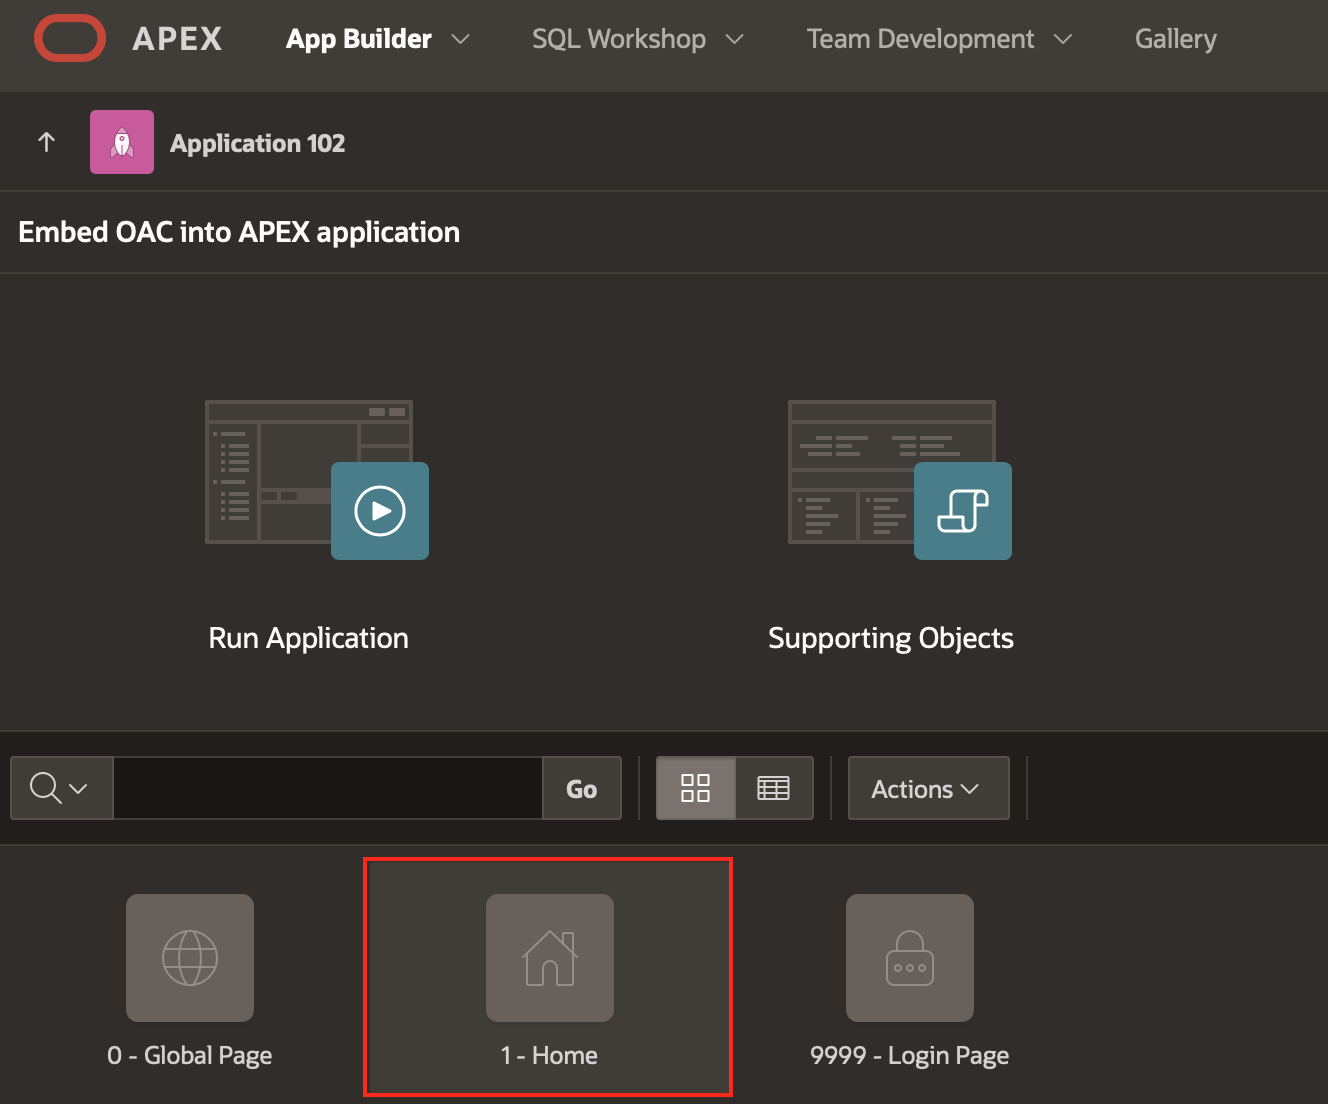 APEX App Builder SQL Workshop Team Development Gallery
Application 102
Embed OAC into APEX application
Run Application Supporting Objects
Go Actions
0 - Global Page 1 - Home 9999 - Login Page